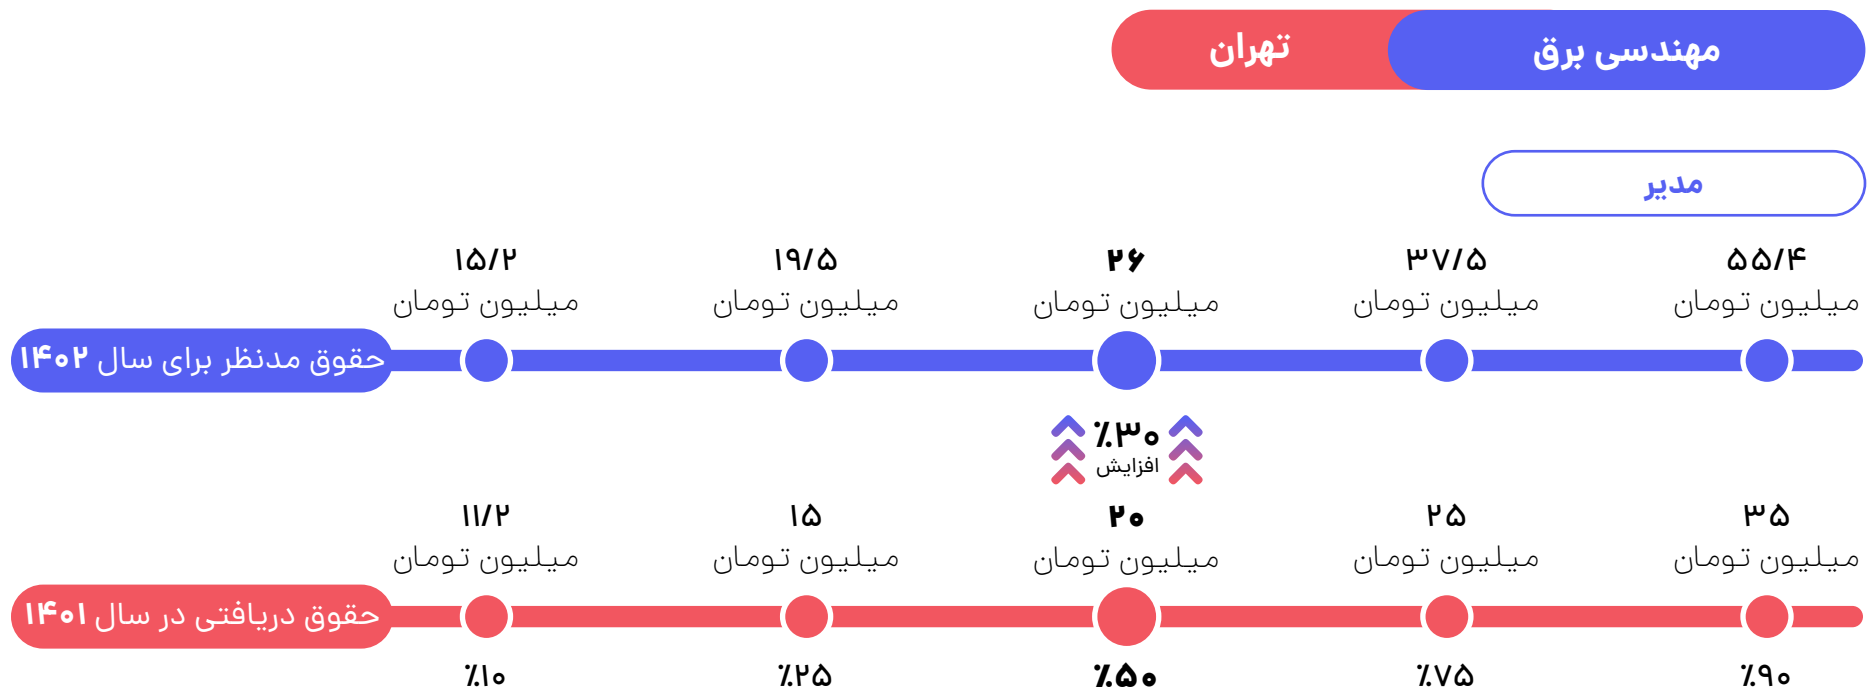 مهندسی برق
تهران
مدیر
۵۵/۴
میلیون تومان
۳۷/۵
میلیون تومان
۲۶
میلیون تومان
۱۹/۵
میلیون تومان
۱۵/۲
میلیون تومان
حقوق مدنظر برای سال ۱۴۰۲
٪۳۰
افزایش
۳۵
میلیون تومان
۲۵
میلیون تومان
۲۰
میلیون تومان
۱۵
میلیون تومان
۱۱/۲
میلیون تومان
حقوق دریافتی در سال ۱۴۰۱
٪۹۰
٪۷۵
٪۵۰
٪۲۵
٪۱۰